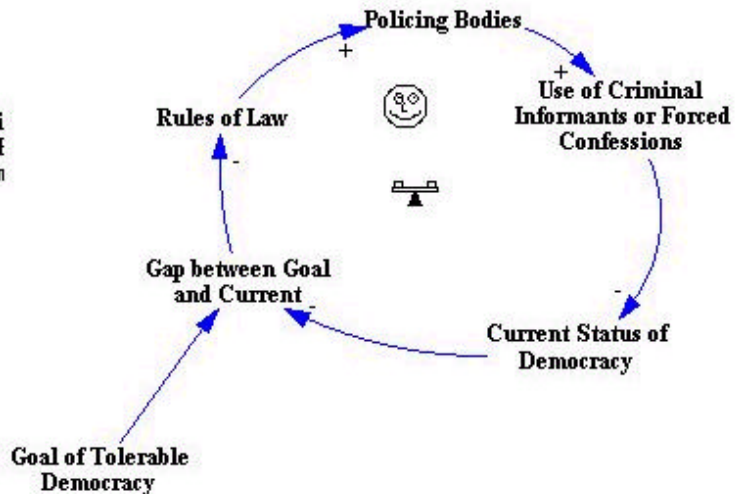 Policing Bodies
+
+
Use of Criminal
Informants or Forced
Confessions
Rules of Law
-
Gap between Goal
and Current
-
-
Current Status of
Democracy
Goal of Tolerable
Democracy